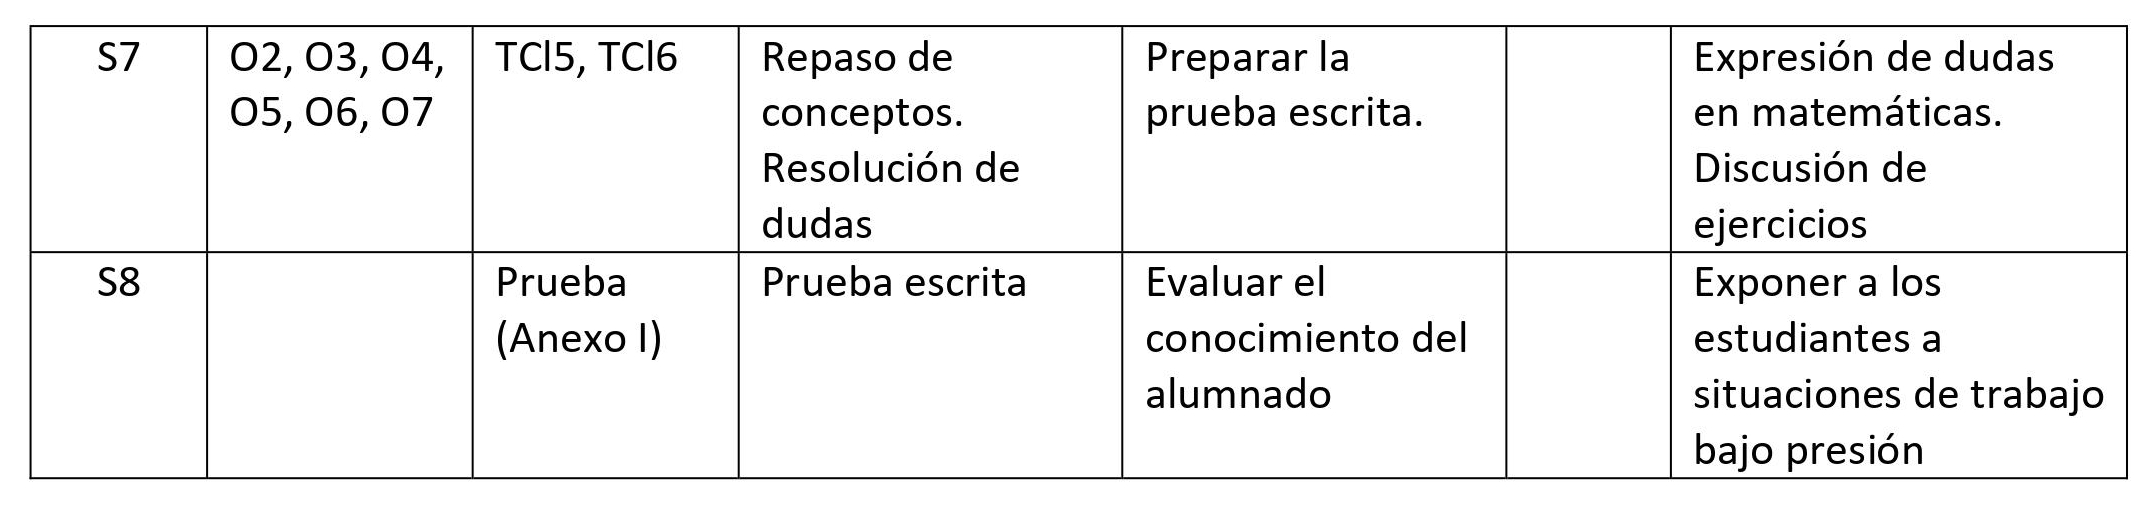 S7
O2, O3, O4,
O5, O6, O7
TCl5, TCl6
Repaso de
conceptos.
Resolución de
dudas
Preparar la
prueba escrita.
Expresión de dudas
en matemáticas.
Discusión de
ejercicios
S8
Prueba
(Anexo I)
Prueba escrita
Evaluar el
conocimiento del
alumnado
Exponer a los
estudiantes a
situaciones de trabajo
bajo presión